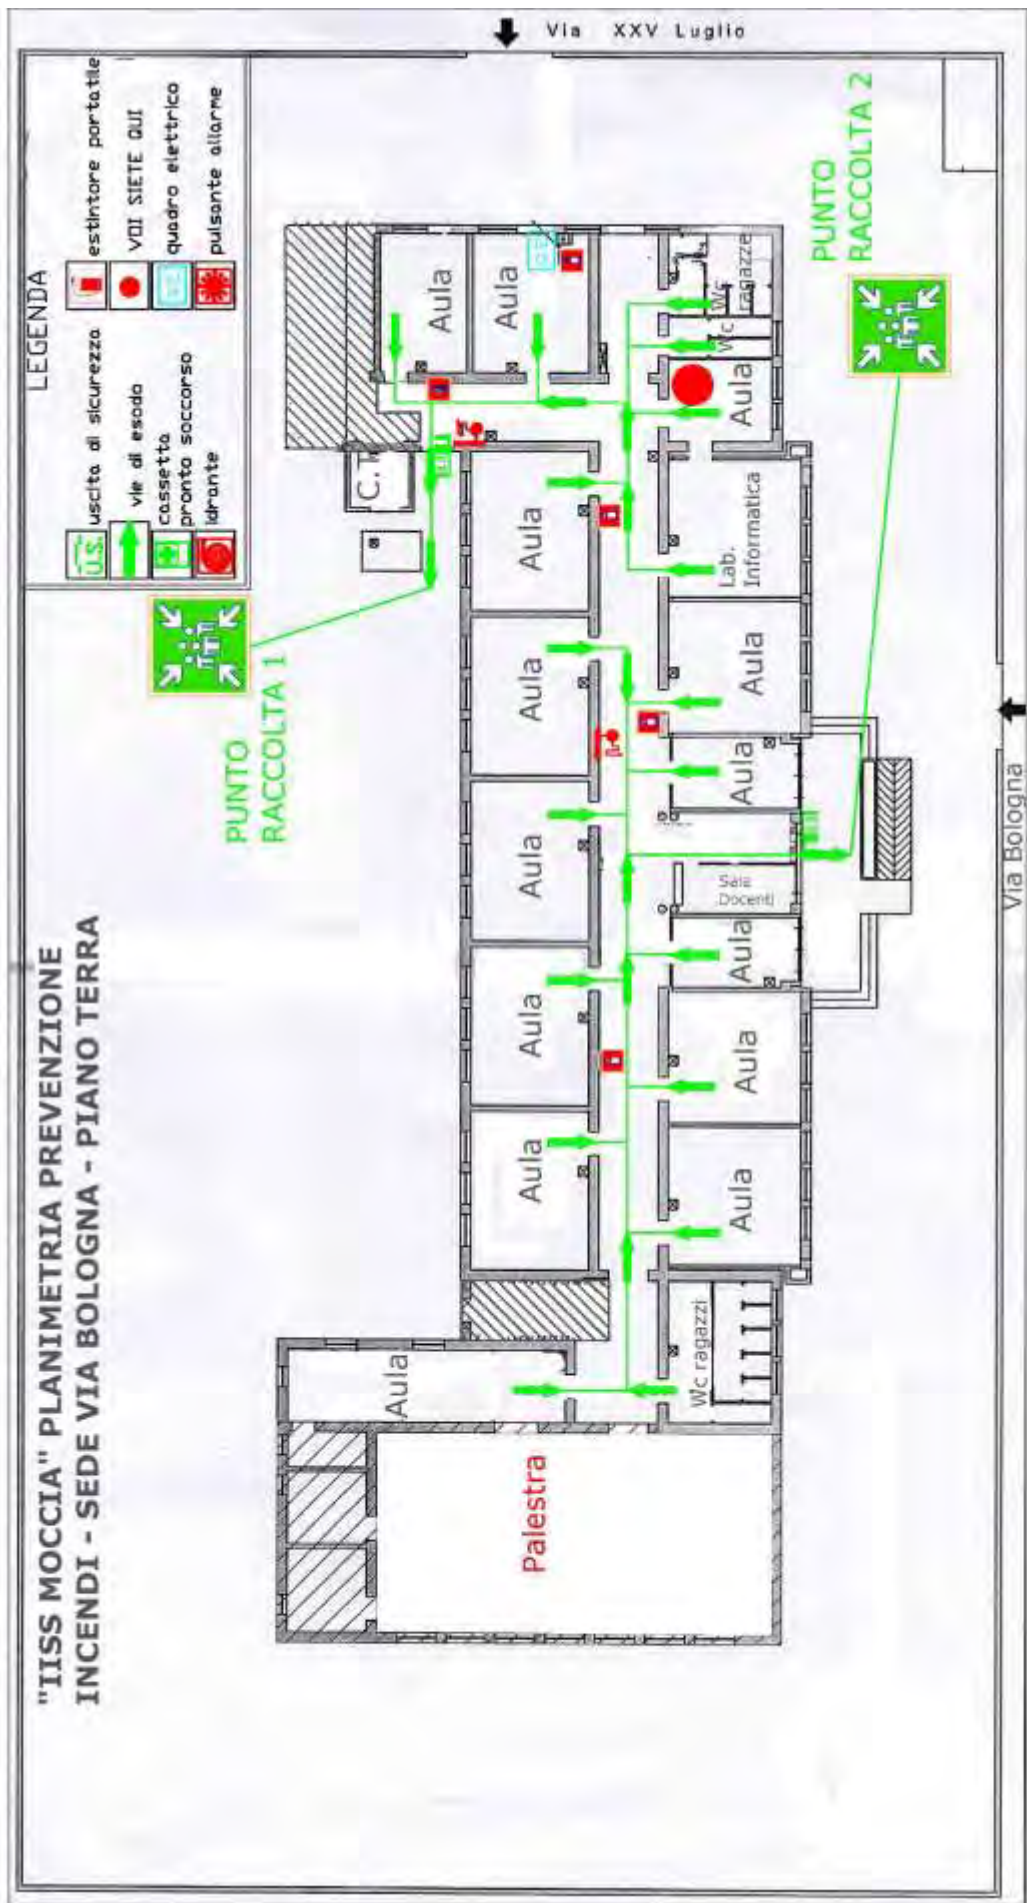 "IISS MOCCIA" PLANIMETRIA PREVENZIONE
INCENDI - SEDE VIA BOLOGNA - PIANO TERRA
LEGENDA
U.S.
uscita di sicurezza
vie di esodo
cassetta
pronto soccorso
idrante
estintore portatile
VOI SIETE QUI
quadro elettrico
pulsante allarme
Via XXV Luglio
Via Bologna
PUNTO
RACCOLTA 1
PUNTO
RACCOLTA 2
C.T
Aula
Aula
Aula
Aula
Aula
Aula
Aula
Aula
Wc
ragazze
Wc
Aula
Lab.
Informatica
Aula
Aula
Sala
Docenti
Aula
Aula
Aula
Wc ragazzi
Aula
Palestra